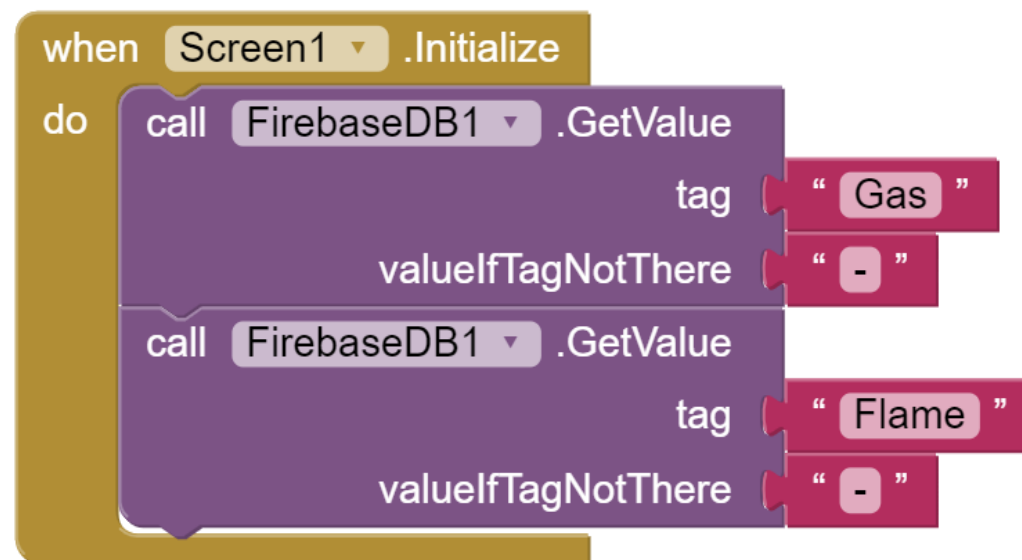 when Screen1 .Initialize
do call FirebaseDB1 .GetValue
tag “ Gas ”
valueIfTagNotThere “ - ”
call FirebaseDB1 .GetValue
tag “ Flame ”
valueIfTagNotThere “ - ”